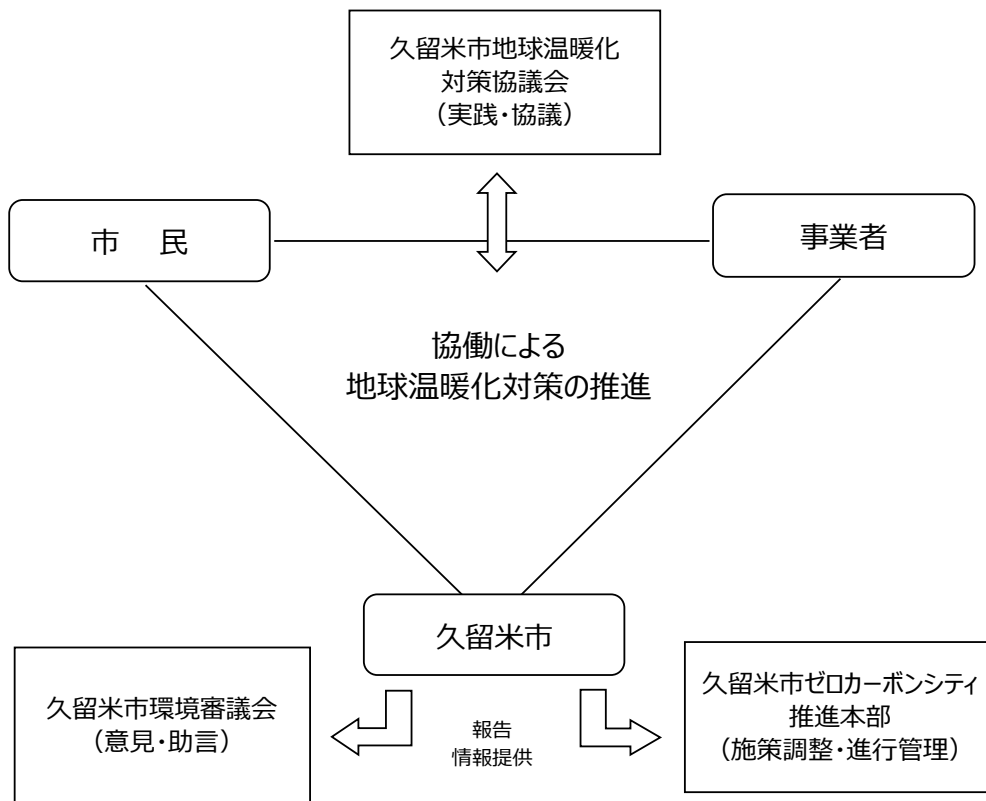 久留米市地球温暖化
対策協議会
（実践・協議）
市　民
事業者
協働による
地球温暖化対策の推進
久留米市
久留米市環境審議会
（意見・助言）
報告
情報提供
久留米市ゼロカーボンシティ
推進本部
（施策調整・進行管理）